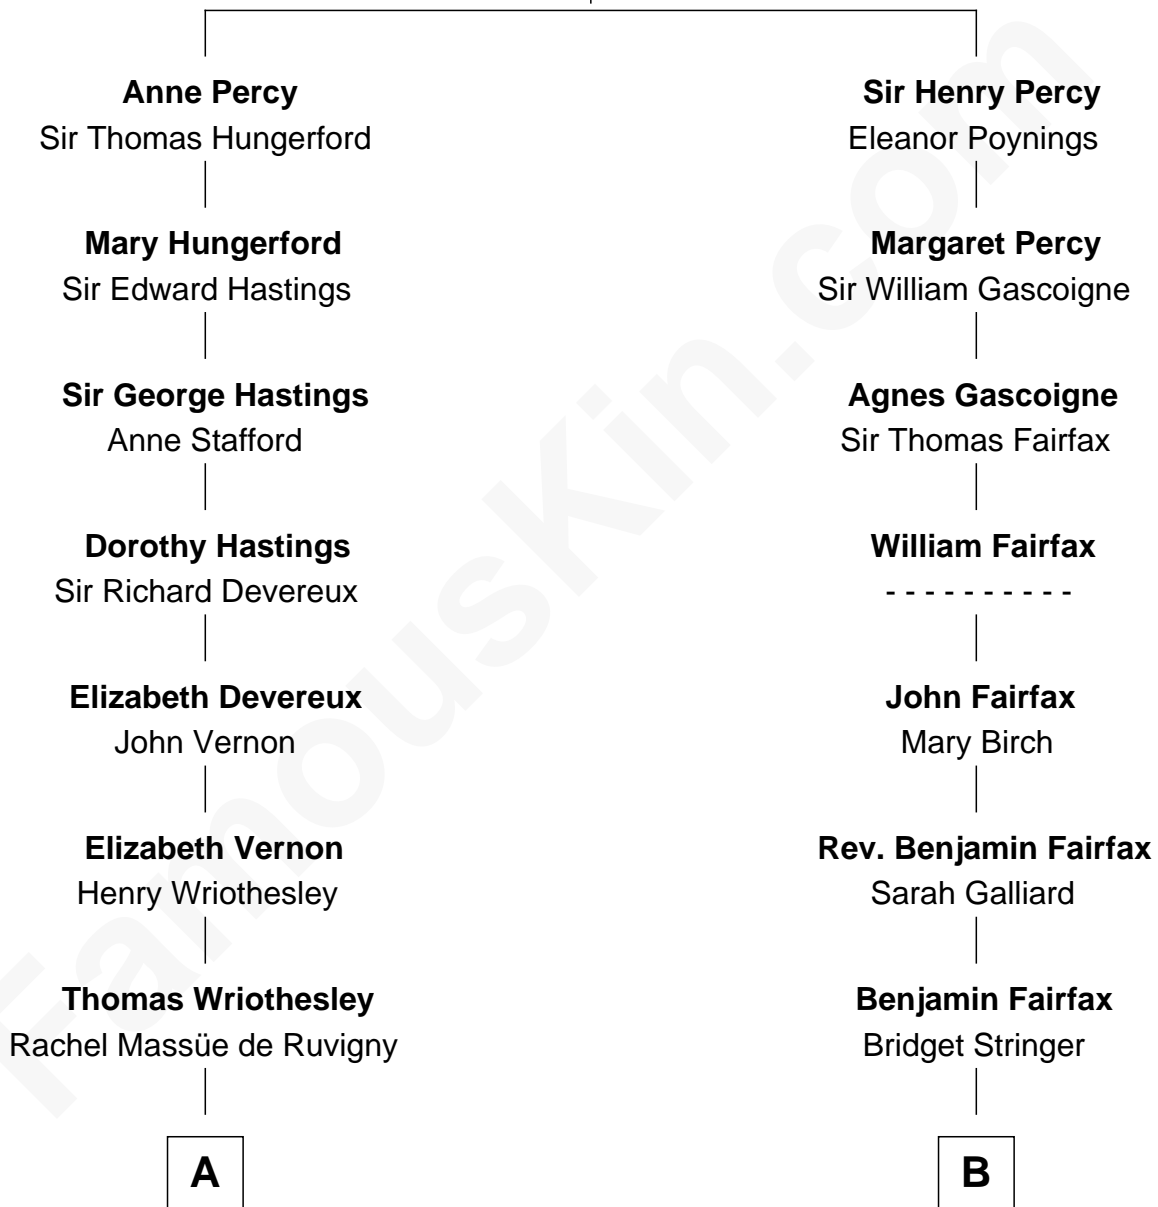 Anne Percy
Sir Thomas Hungerford
Mary Hungerford
Sir Edward Hastings
Sir George Hastings
Anne Stafford
Dorothy Hastings
Sir Richard Devereux
Elizabeth Devereux
John Vernon
Elizabeth Vernon
Henry Wriothesley
Thomas Wriothesley
Rachel Massüe de Ruvigny
A
Sir Henry Percy
Eleanor Poynings
Margaret Percy
Sir William Gascoigne
Agnes Gascoigne
Sir Thomas Fairfax
William Fairfax
- - - - - - - - - -
John Fairfax
Mary Birch
Rev. Benjamin Fairfax
Sarah Galliard
Benjamin Fairfax
Bridget Stringer
B
FamousKin.com